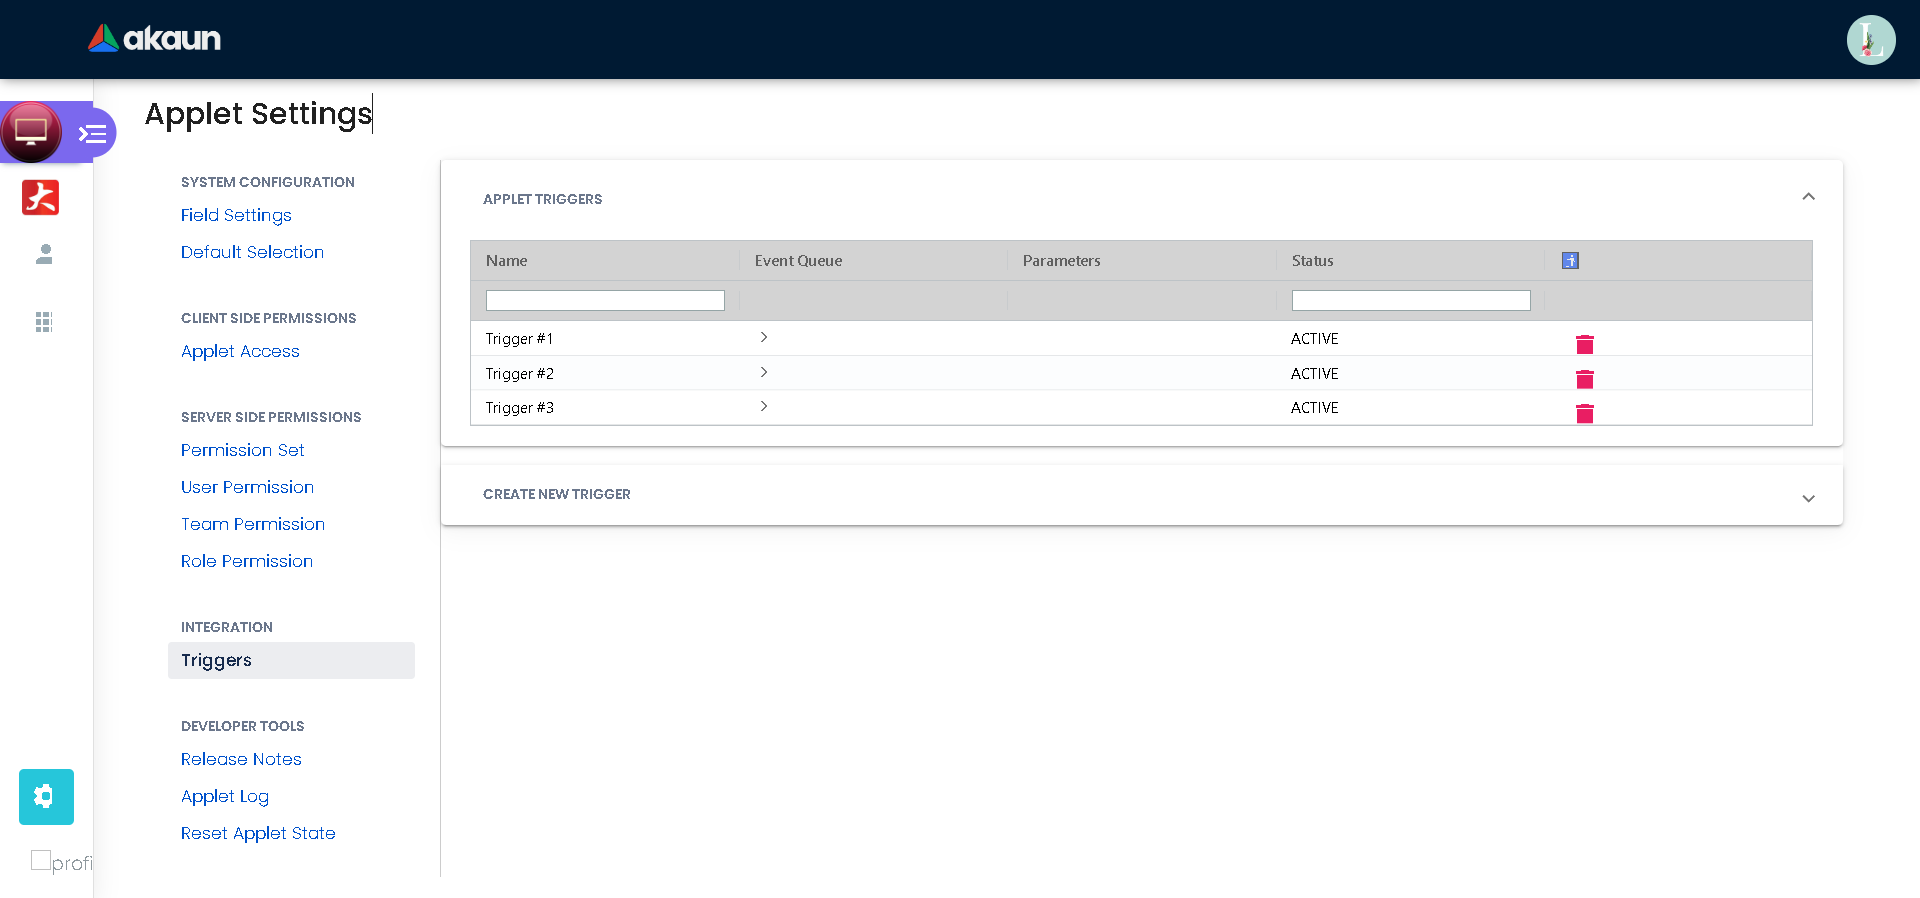 akaun
L
Applet Settings
SYSTEM CONFIGURATION
Field Settings
Default Selection
CLIENT SIDE PERMISSIONS
Applet Access
SERVER SIDE PERMISSIONS
Permission Set
User Permission
Team Permission
Role Permission
INTEGRATION
Triggers
DEVELOPER TOOLS
Release Notes
Applet Log
Reset Applet State
profi
APPLET TRIGGERS
Name Event Queue Parameters Status
Trigger #1 ACTIVE
Trigger #2 ACTIVE
Trigger #3 ACTIVE
CREATE NEW TRIGGER